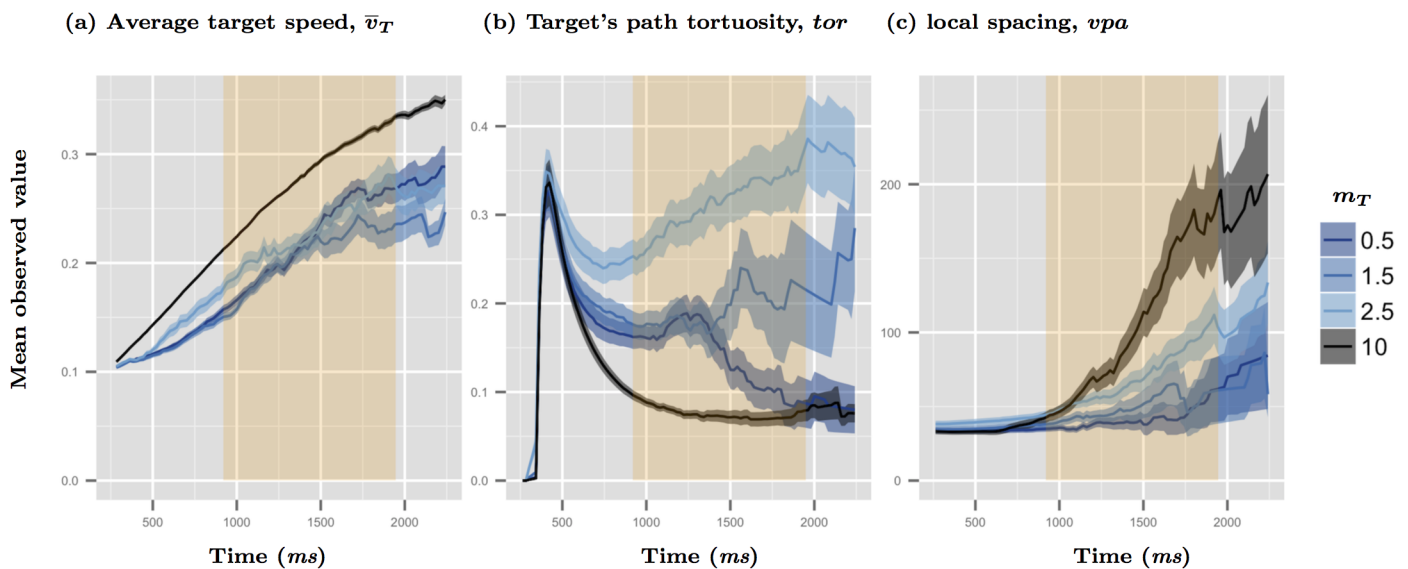 (a) Average target speed, v̅_T
(b) Target's path tortuosity, tor
(c) local spacing, vpa
Mean observed value
0.3
0.2
0.1
0.0
500 1000 1500 2000
Time (ms)
0.4
0.3
0.2
0.1
0.0
500 1000 1500 2000
Time (ms)
200
100
0
500 1000 1500 2000
Time (ms)
m_T
0.5
1.5
2.5
10